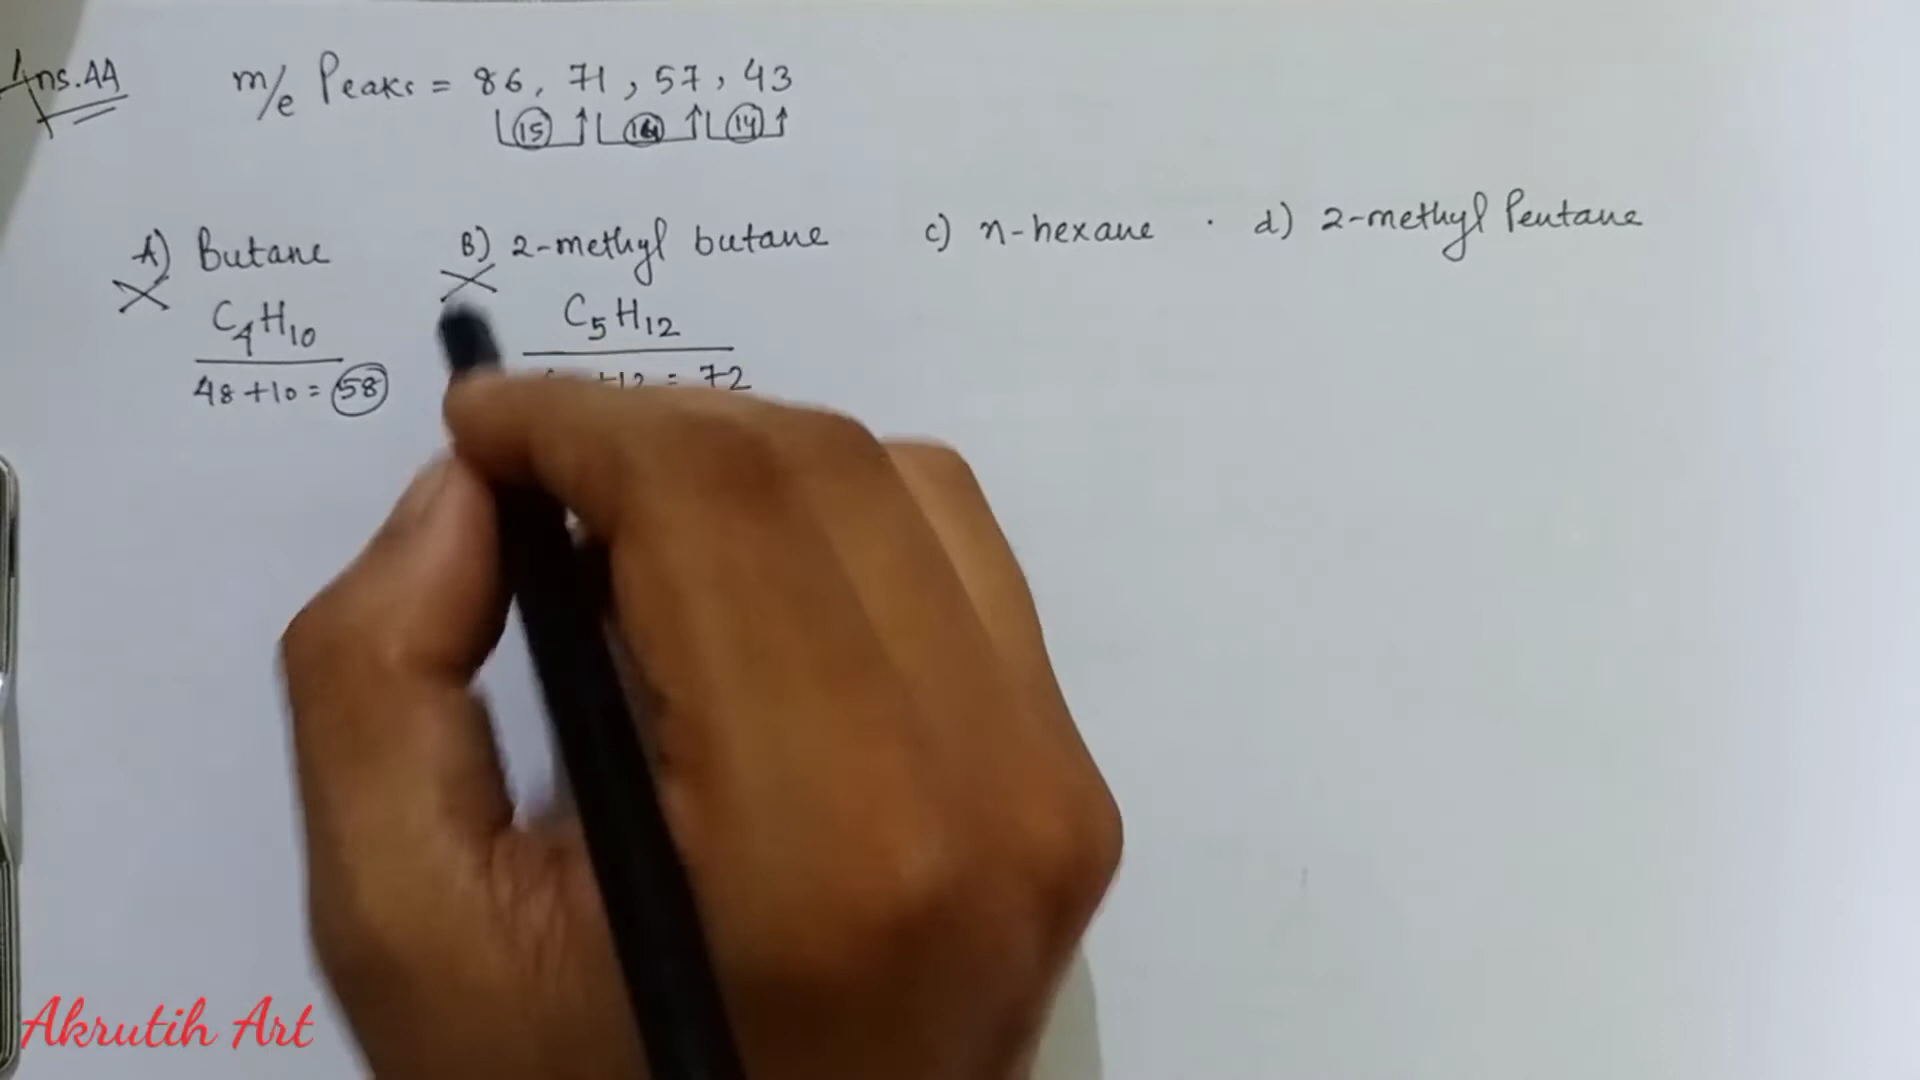 Ans.44
m/e Peaks = 86, 71, 57, 43
15 14 14
A) Butane B) 2-methyl butane c) n-hexane . d) 2-methyl Pentane
C4H10 C5H12
48+10 = 58 +12 = 72
Akrutih Art